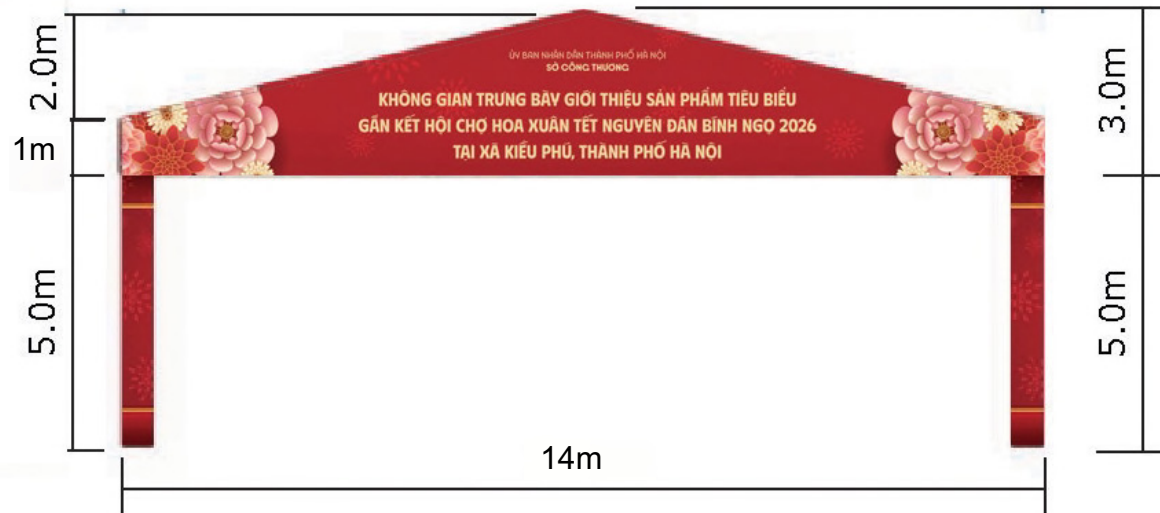 2.0m
1m
5.0m
ỦY BAN NHÂN DÂN THÀNH PHỐ HÀ NỘI
SỞ CÔNG THƯƠNG
KHÔNG GIAN TRƯNG BÀY GIỚI THIỆU SẢN PHẨM TIÊU BIỂU
GẮN KẾT HỘI CHỢ HOA XUÂN TẾT NGUYÊN ĐÁN BÍNH NGỌ 2026
TẠI XÃ KIỀU PHÚ, THÀNH PHỐ HÀ NỘI
3.0m
5.0m
14m